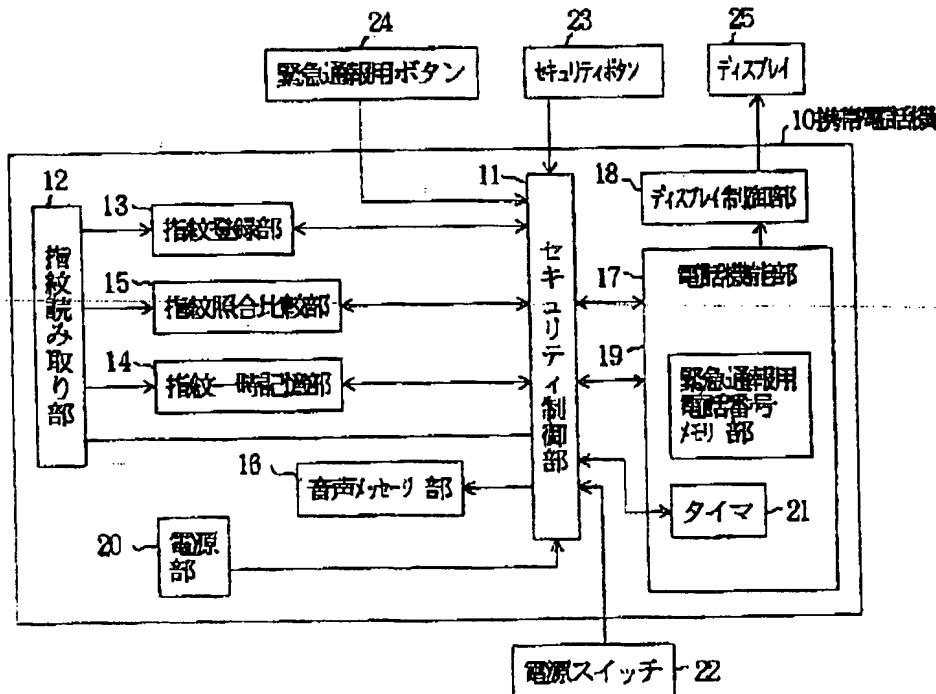 24
23
25
緊急通報用ボタン
セキュリティボタン
ディスプレイ
10携帯電話機
12
11
18
13
ディスプレイ制御部
指紋登録部
17
電話機能部
15
指紋照合比較部
指紋読み取り部
セキュリティ制御部
14
19
指紋一時記憶部
緊急通報用
電話番号
メモリ部
16
音声メッセージ部
タイマ
21
20
電源
部
電源スイッチ
22